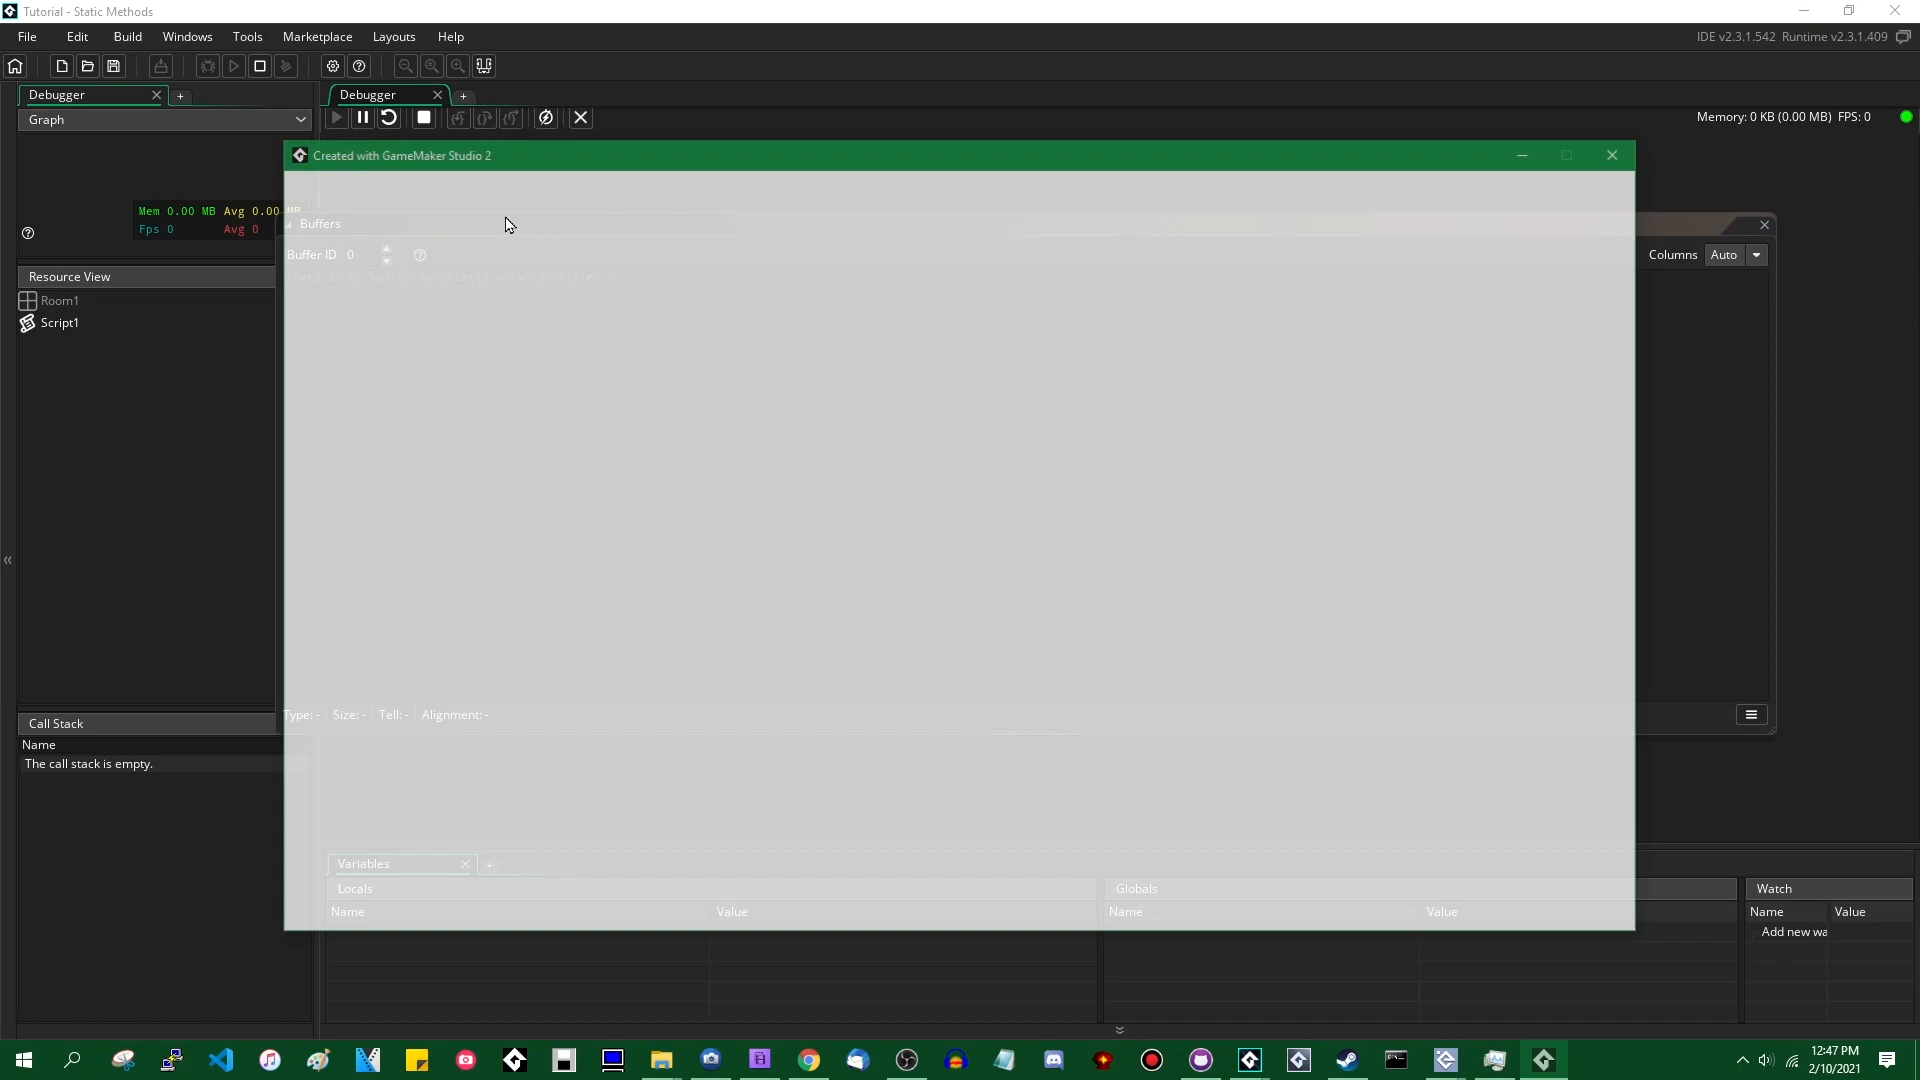 Tutorial - Static Methods
File Edit Build Windows Tools Marketplace Layouts Help
IDE v2.3.1.542 Runtime v2.3.1.409
Debugger
Debugger
Graph
Memory: 0 KB (0.00 MB) FPS: 0
Created with GameMaker Studio 2
Mem 0.00 MB Avg 0.00 MB
Fps 0 Avg 0
Buffers
Buffer ID 0
Columns Auto
Resource View
Room1
Script1
Type: - Size: - Tell: - Alignment: -
Call Stack
Name
The call stack is empty.
Variables
Locals
Globals
Watch
Name Value
Name Value
Name Value
Add new wa
12:47 PM
2/10/2021